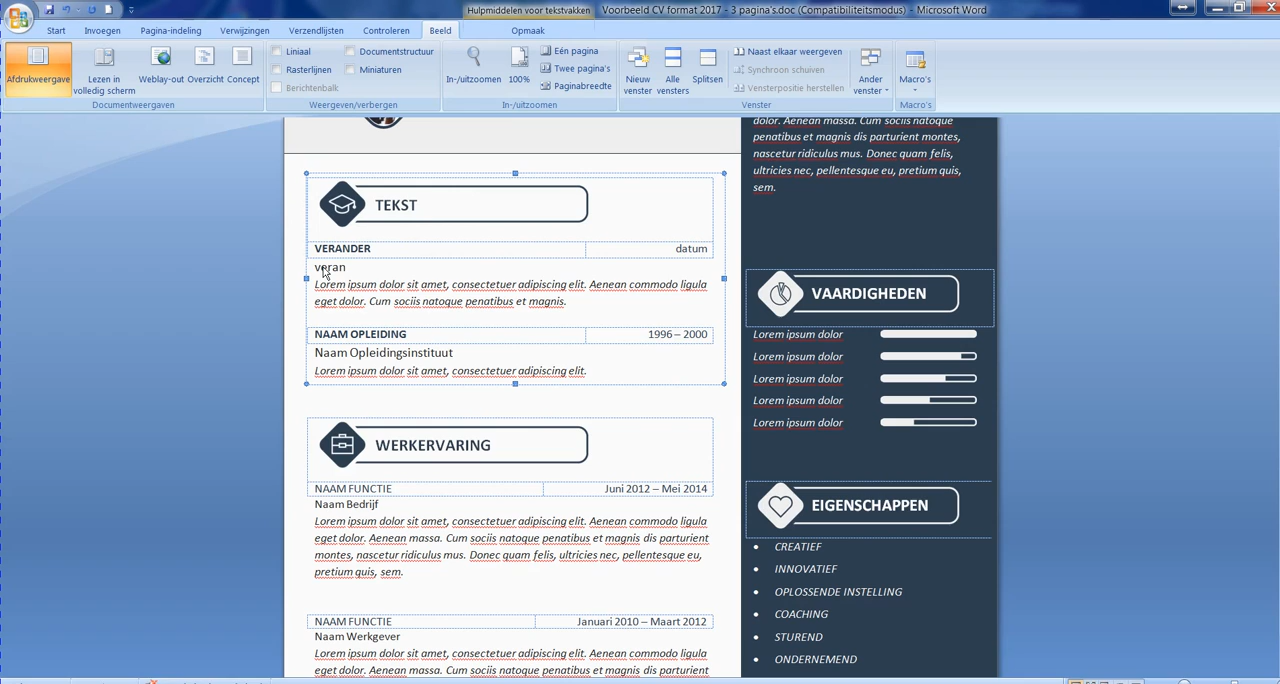 Hulpmiddelen voor tekstvakken
Voorbeeld CV format 2017 - 3 pagina's.doc (Compatibiliteitsmodus) - Microsoft Word
Start Invoegen Pagina-indeling Verwijzingen Verzendlijsten Controleren Beeld Opmaak
Afdrukweergave
Lezen in
volledig scherm
Weblay-out
Overzicht
Concept
Documentweergaven
Liniaal
Rasterlijnen
Berichtenbalk
Documentstructuur
Miniaturen
Weergeven/verbergen
In-/uitzoomen
100%
Eén pagina
Twee pagina's
Paginabreedte
In-/uitzoomen
Nieuw
venster
Alle
vensters
Splitsen
Naast elkaar weergeven
Synchroon schuiven
Vensterpositie herstellen
Ander
venster
Venster
Macro's
Macro's
TEKST
VERANDER datum
veran
Lorem ipsum dolor sit amet, consectetuer adipiscing elit. Aenean commodo ligula
eget dolor. Cum sociis natoque penatibus et magnis.
NAAM OPLEIDING 1996 – 2000
Naam Opleidingsinstituut
Lorem ipsum dolor sit amet, consectetuer adipiscing elit.
WERKERVARING
NAAM FUNCTIE Juni 2012 – Mei 2014
Naam Bedrijf
Lorem ipsum dolor sit amet, consectetuer adipiscing elit. Aenean commodo ligula
eget dolor. Aenean massa. Cum sociis natoque penatibus et magnis dis parturient
montes, nascetur ridiculus mus. Donec quam felis, ultricies nec, pellentesque eu,
pretium quis, sem.
NAAM FUNCTIE Januari 2010 – Maart 2012
Naam Werkgever
Lorem ipsum dolor sit amet, consectetuer adipiscing elit. Aenean commodo ligula
eget dolor. Aenean massa. Cum sociis natoque penatibus et magnis dis parturient
dolor. Aenean massa. Cum sociis natoque
penatibus et magnis dis parturient montes,
nascetur ridiculus mus. Donec quam felis,
ultricies nec, pellentesque eu, pretium quis,
sem.
VAARDIGHEDEN
Lorem ipsum dolor
Lorem ipsum dolor
Lorem ipsum dolor
Lorem ipsum dolor
Lorem ipsum dolor
EIGENSCHAPPEN
• CREATIEF
• INNOVATIEF
• OPLOSSENDE INSTELLING
• COACHING
• STUREND
• ONDERNEMEND